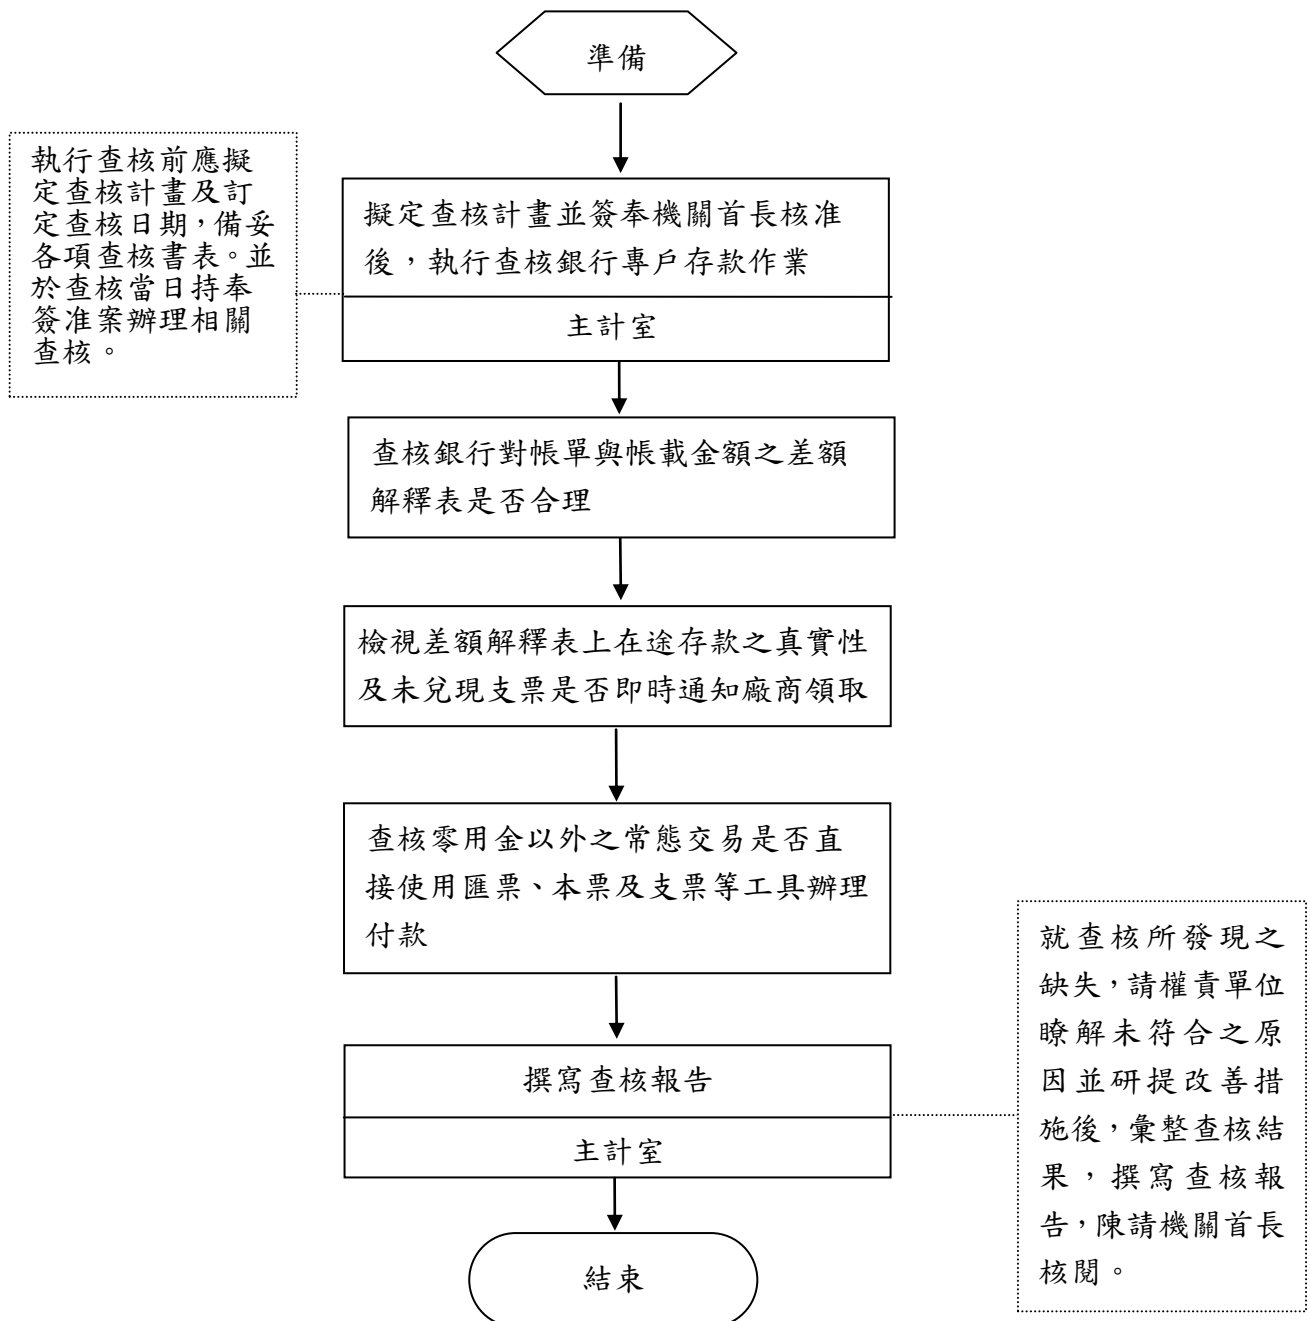 準備
執行查核前應擬
定查核計畫及訂
定查核日期，備妥
各項查核書表。並
於查核當日持奉
簽准案辦理相關
查核。
擬定查核計畫並簽奉機關首長核准
後，執行查核銀行專戶存款作業
主計室
查核銀行對帳單與帳載金額之差額
解釋表是否合理
檢視差額解釋表上在途存款之真實性
及未兌現支票是否即時通知廠商領取
查核零用金以外之常態交易是否直
接使用匯票、本票及支票等工具辦理
付款
撰寫查核報告
主計室
就查核所發現之
缺失，請權責單位
瞭解未符合之原
因並研提改善措
施後，彙整查核結
果，撰寫查核報
告，陳請機關首長
核閱。
結束